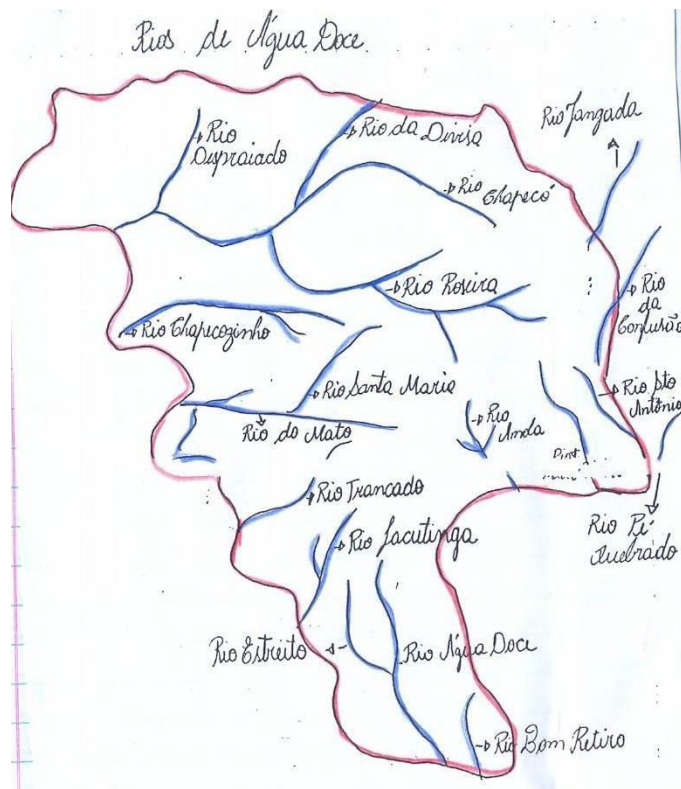 Rios de Água Doce
Rio Jangada
Rio
Despraiado
Rio da Divisa
Rio
Chapecó
Rio Roseira
Rio
da
Confusão
Rio Chapecozinho
Rio Santa Maria
Rio Sto
Antônio
Rio do Mato
Rio
Anda
Rio Trancado
Rio Pê
Quebrado
Rio Jacutinga
Rio Estreito
Rio Água Doce
Rio Bom Retiro